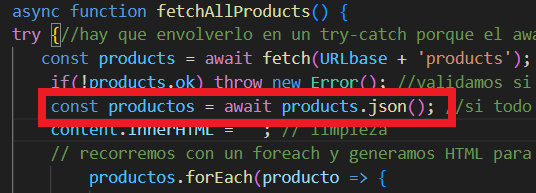 async function fetchAllProducts() {
try {//hay que envolverlo en un try-catch porque el awa
const products = await fetch(URLbase + 'products');
if(!products.ok) throw new Error(); //validamos si
const productos = await products.json(); //si todo
content.innerHTML = ; // limpieza
// recorremos con un foreach y generamos HTML para
productos.forEach(producto => {